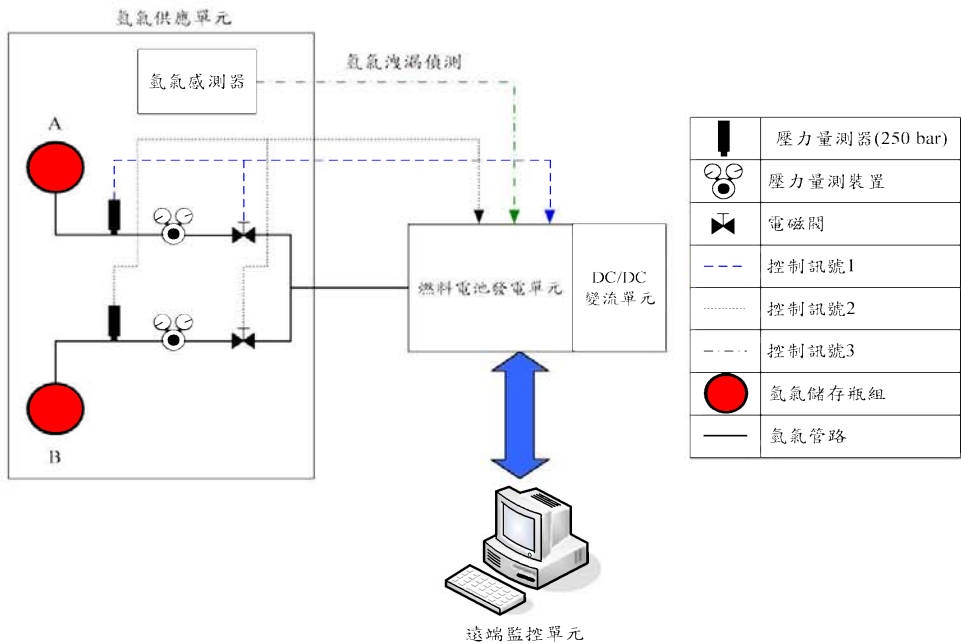 氫氣供應單元
氫氣感測器
氫氣洩漏偵測
A
B
燃料電池發電單元
DC/DC
變流單元
遠端監控單元
壓力量測器(250 bar)
壓力量測裝置
電磁閥
控制訊號1
控制訊號2
控制訊號3
氫氣儲存瓶組
氫氣管路